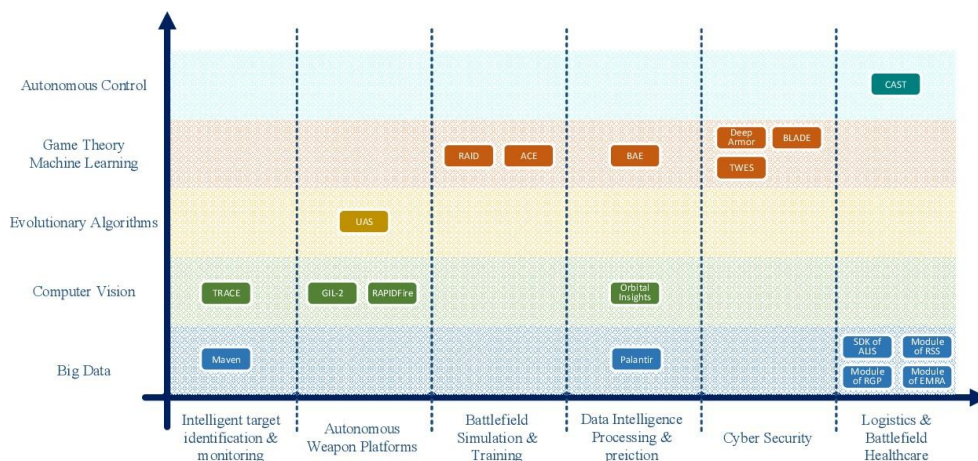 Autonomous Control
CAST
Game Theory
Machine Learning
RAID
ACE
BAE
Deep
Armor
BLADE
TWES
Evolutionary Algorithms
UAS
Computer Vision
TRACE
GIL-2
RAPIDFire
Orbital
Insights
Big Data
Maven
Palantir
SDK of
ALIS
Module
of RSS
Module
of RGP
Module
of EMRA
Intelligent target
identification &
monitoring
Autonomous
Weapon Platforms
Battlefield
Simulation &
Training
Data Intelligence
Processing &
preiction
Cyber Security
Logistics &
Battlefield
Healthcare